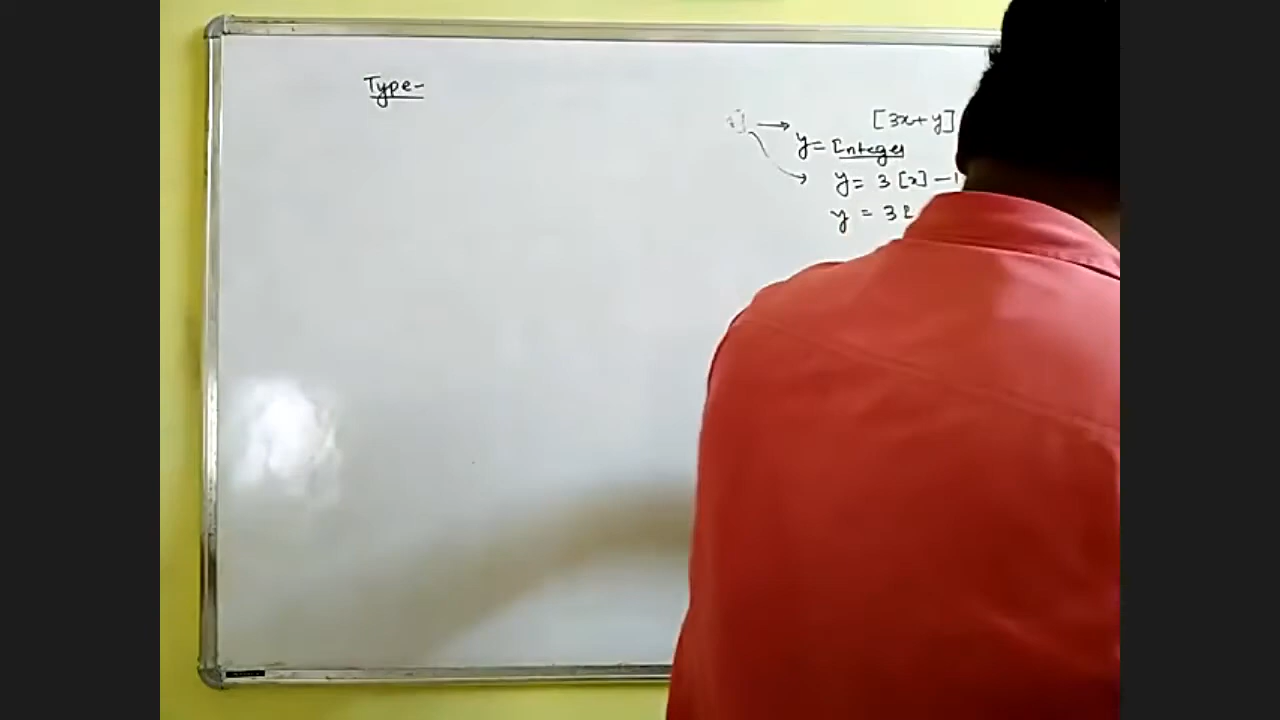 Type-
x] → [3x+y]
y= Integer
y= 3[x]-1
y = 3